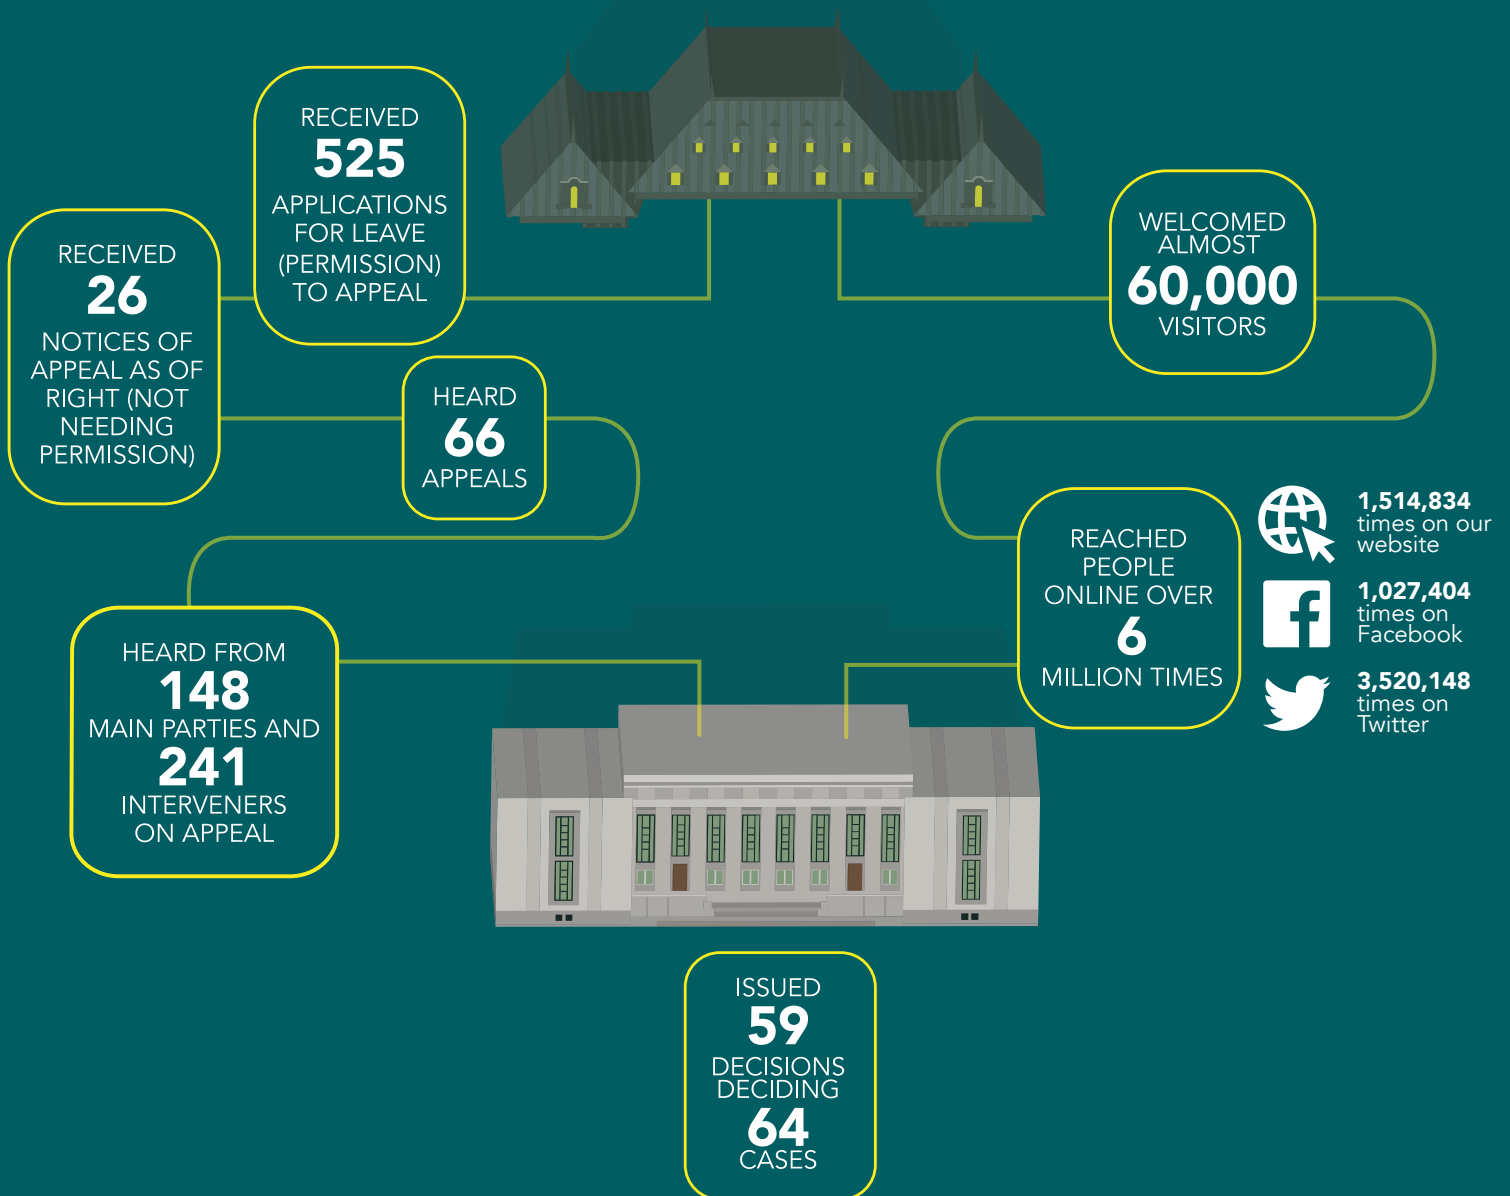 RECEIVED
525
APPLICATIONS
FOR LEAVE
(PERMISSION)
TO APPEAL
RECEIVED
26
NOTICES OF
APPEAL AS OF
RIGHT (NOT
NEEDING
PERMISSION)
HEARD
66
APPEALS
HEARD FROM
148
MAIN PARTIES AND
241
INTERVENERS
ON APPEAL
WELCOMED
ALMOST
60,000
VISITORS
REACHED
PEOPLE
ONLINE OVER
6
MILLION TIMES
1,514,834
times on our
website
1,027,404
times on
Facebook
3,520,148
times on
Twitter
ISSUED
59
DECISIONS
DECIDING
64
CASES